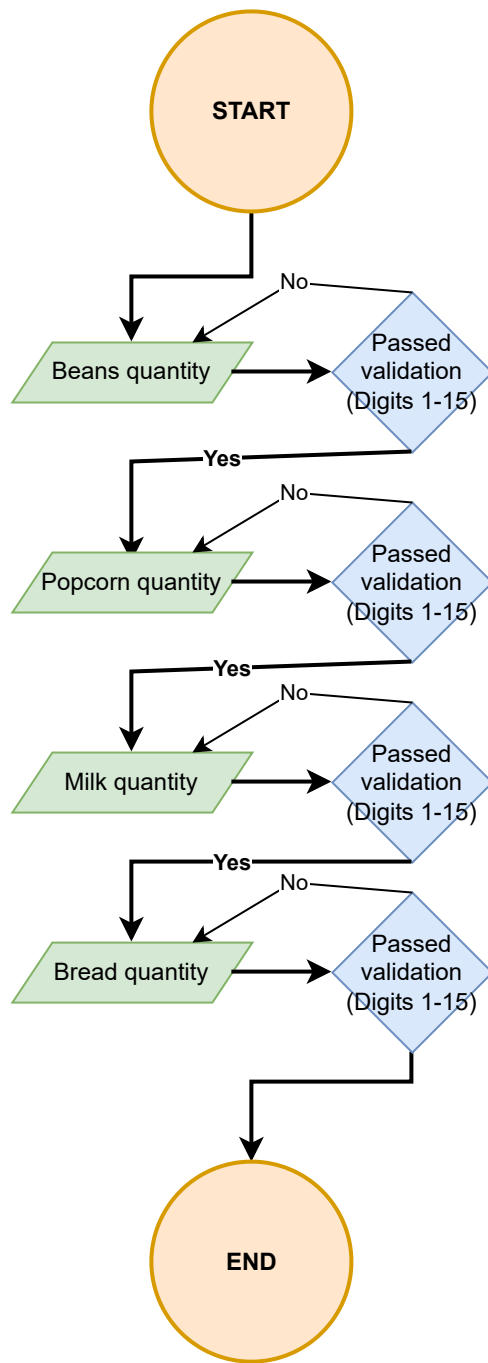 START
No
Beans quantity
Passed
validation
(Digits 1-15)
Yes
No
Popcorn quantity
Passed
validation
(Digits 1-15)
Yes
No
Milk quantity
Passed
validation
(Digits 1-15)
Yes
No
Bread quantity
Passed
validation
(Digits 1-15)
END